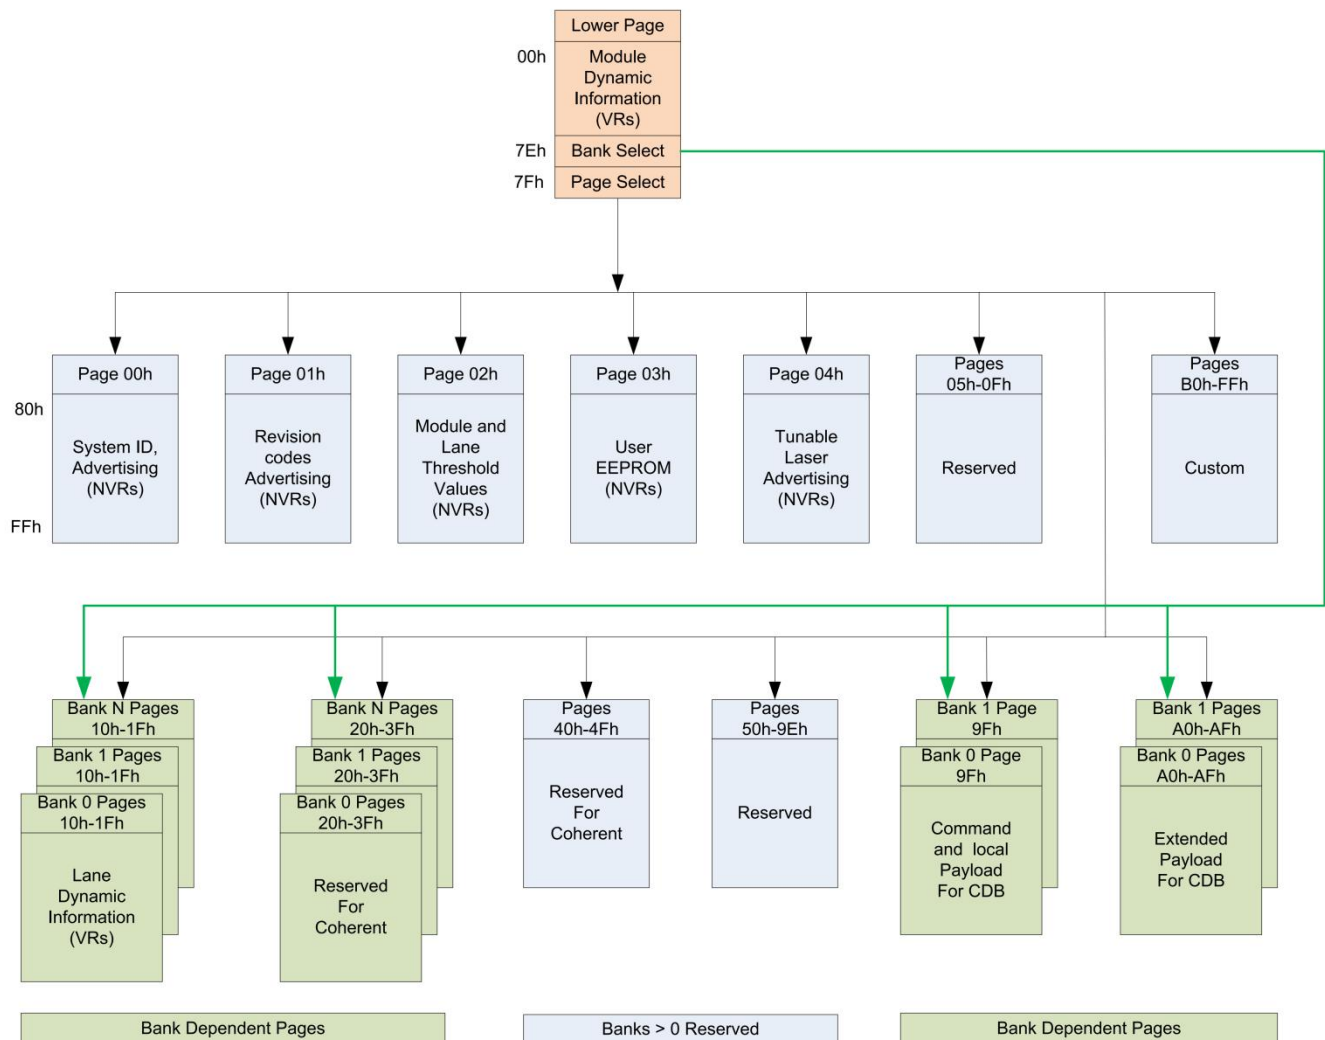 Lower Page
00h
Module
Dynamic
Information
(VRs)
7Eh
Bank Select
7Fh
Page Select
Page 00h
80h
System ID,
Advertising
(NVRs)
FFh
Page 01h
Revision
codes
Advertising
(NVRs)
Page 02h
Module and
Lane
Threshold
Values
(NVRs)
Page 03h
User
EEPROM
(NVRs)
Page 04h
Tunable
Laser
Advertising
(NVRs)
Pages
05h-0Fh
Reserved
Pages
B0h-FFh
Custom
Bank N Pages
10h-1Fh
Bank 1 Pages
10h-1Fh
Bank 0 Pages
10h-1Fh
Lane
Dynamic
Information
(VRs)
Bank N Pages
20h-3Fh
Bank 1 Pages
20h-3Fh
Bank 0 Pages
20h-3Fh
Reserved
For
Coherent
Pages
40h-4Fh
Reserved
For
Coherent
Pages
50h-9Eh
Reserved
Bank 1 Page
9Fh
Bank 0 Page
9Fh
Command
and local
Payload
For CDB
Bank 1 Pages
A0h-AFh
Bank 0 Pages
A0h-AFh
Extended
Payload
For CDB
Bank Dependent Pages
Banks > 0 Reserved
Bank Dependent Pages